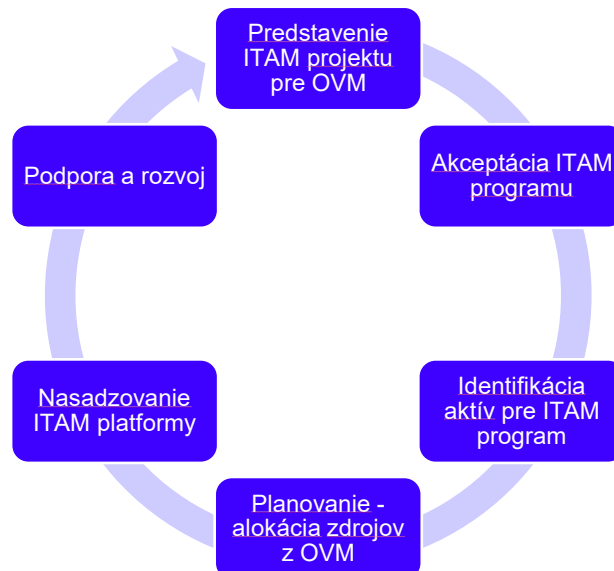 Predstavenie
ITAM projektu
pre OVM
Akceptácia ITAM
programu
Identifikácia
aktív pre ITAM
program
Planovanie -
alokácia zdrojov
z OVM
Nasadzovanie
ITAM platformy
Podpora a rozvoj